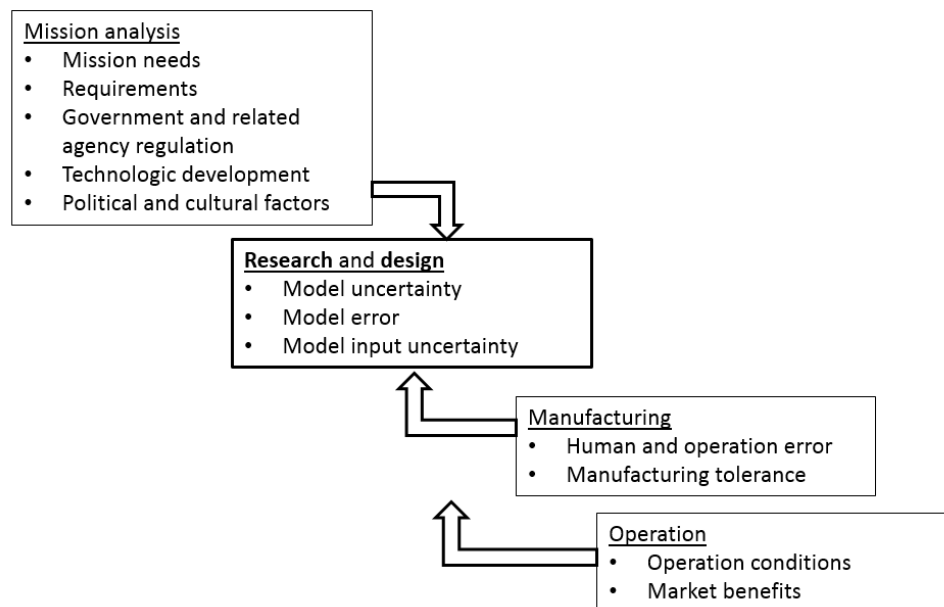 Mission analysis
• Mission needs
• Requirements
• Government and related
agency regulation
• Technologic development
• Political and cultural factors
Research and design
• Model uncertainty
• Model error
• Model input uncertainty
Manufacturing
• Human and operation error
• Manufacturing tolerance
Operation
• Operation conditions
• Market benefits